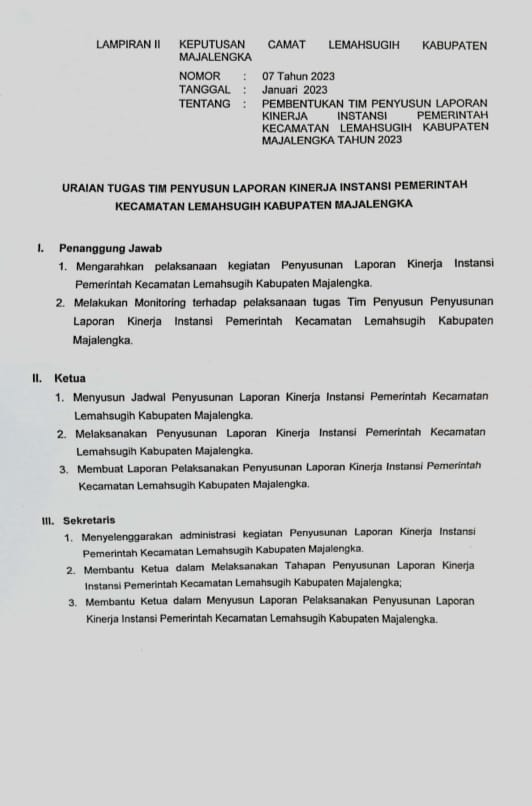 LAMPIRAN II KEPUTUSAN CAMAT LEMAHSUGIH KABUPATEN
MAJALENGKA
NOMOR : 07 Tahun 2023
TANGGAL : Januari 2023
TENTANG : PEMBENTUKAN TIM PENYUSUN LAPORAN
KINERJA INSTANSI PEMERINTAH
KECAMATAN LEMAHSUGIH KABUPATEN
MAJALENGKA TAHUN 2023
URAIAN TUGAS TIM PENYUSUN LAPORAN KINERJA INSTANSI PEMERINTAH
KECAMATAN LEMAHSUGIH KABUPATEN MAJALENGKA
I. Penanggung Jawab
1. Mengarahkan pelaksanaan kegiatan Penyusunan Laporan Kinerja Instansi
Pemerintah Kecamatan Lemahsugih Kabupaten Majalengka.
2. Melakukan Monitoring terhadap pelaksanaan tugas Tim Penyusun Penyusunan
Laporan Kinerja Instansi Pemerintah Kecamatan Lemahsugih Kabupaten
Majalengka.
II. Ketua
1. Menyusun Jadwal Penyusunan Laporan Kinerja Instansi Pemerintah Kecamatan
Lemahsugih Kabupaten Majalengka.
2. Melaksanakan Penyusunan Laporan Kinerja Instansi Pemerintah Kecamatan
Lemahsugih Kabupaten Majalengka.
3. Membuat Laporan Pelaksanakan Penyusunan Laporan Kinerja Instansi Pemerintah
Kecamatan Lemahsugih Kabupaten Majalengka.
III. Sekretaris
1. Menyelenggarakan administrasi kegiatan Penyusunan Laporan Kinerja Instansi
Pemerintah Kecamatan Lemahsugih Kabupaten Majalengka.
2. Membantu Ketua dalam Melaksanakan Tahapan Penyusunan Laporan Kinerja
Instansi Pemerintah Kecamatan Lemahsugih Kabupaten Majalengka;
3. Membantu Ketua dalam Menyusun Laporan Pelaksanakan Penyusunan Laporan
Kinerja Instansi Pemerintah Kecamatan Lemahsugih Kabupaten Majalengka.